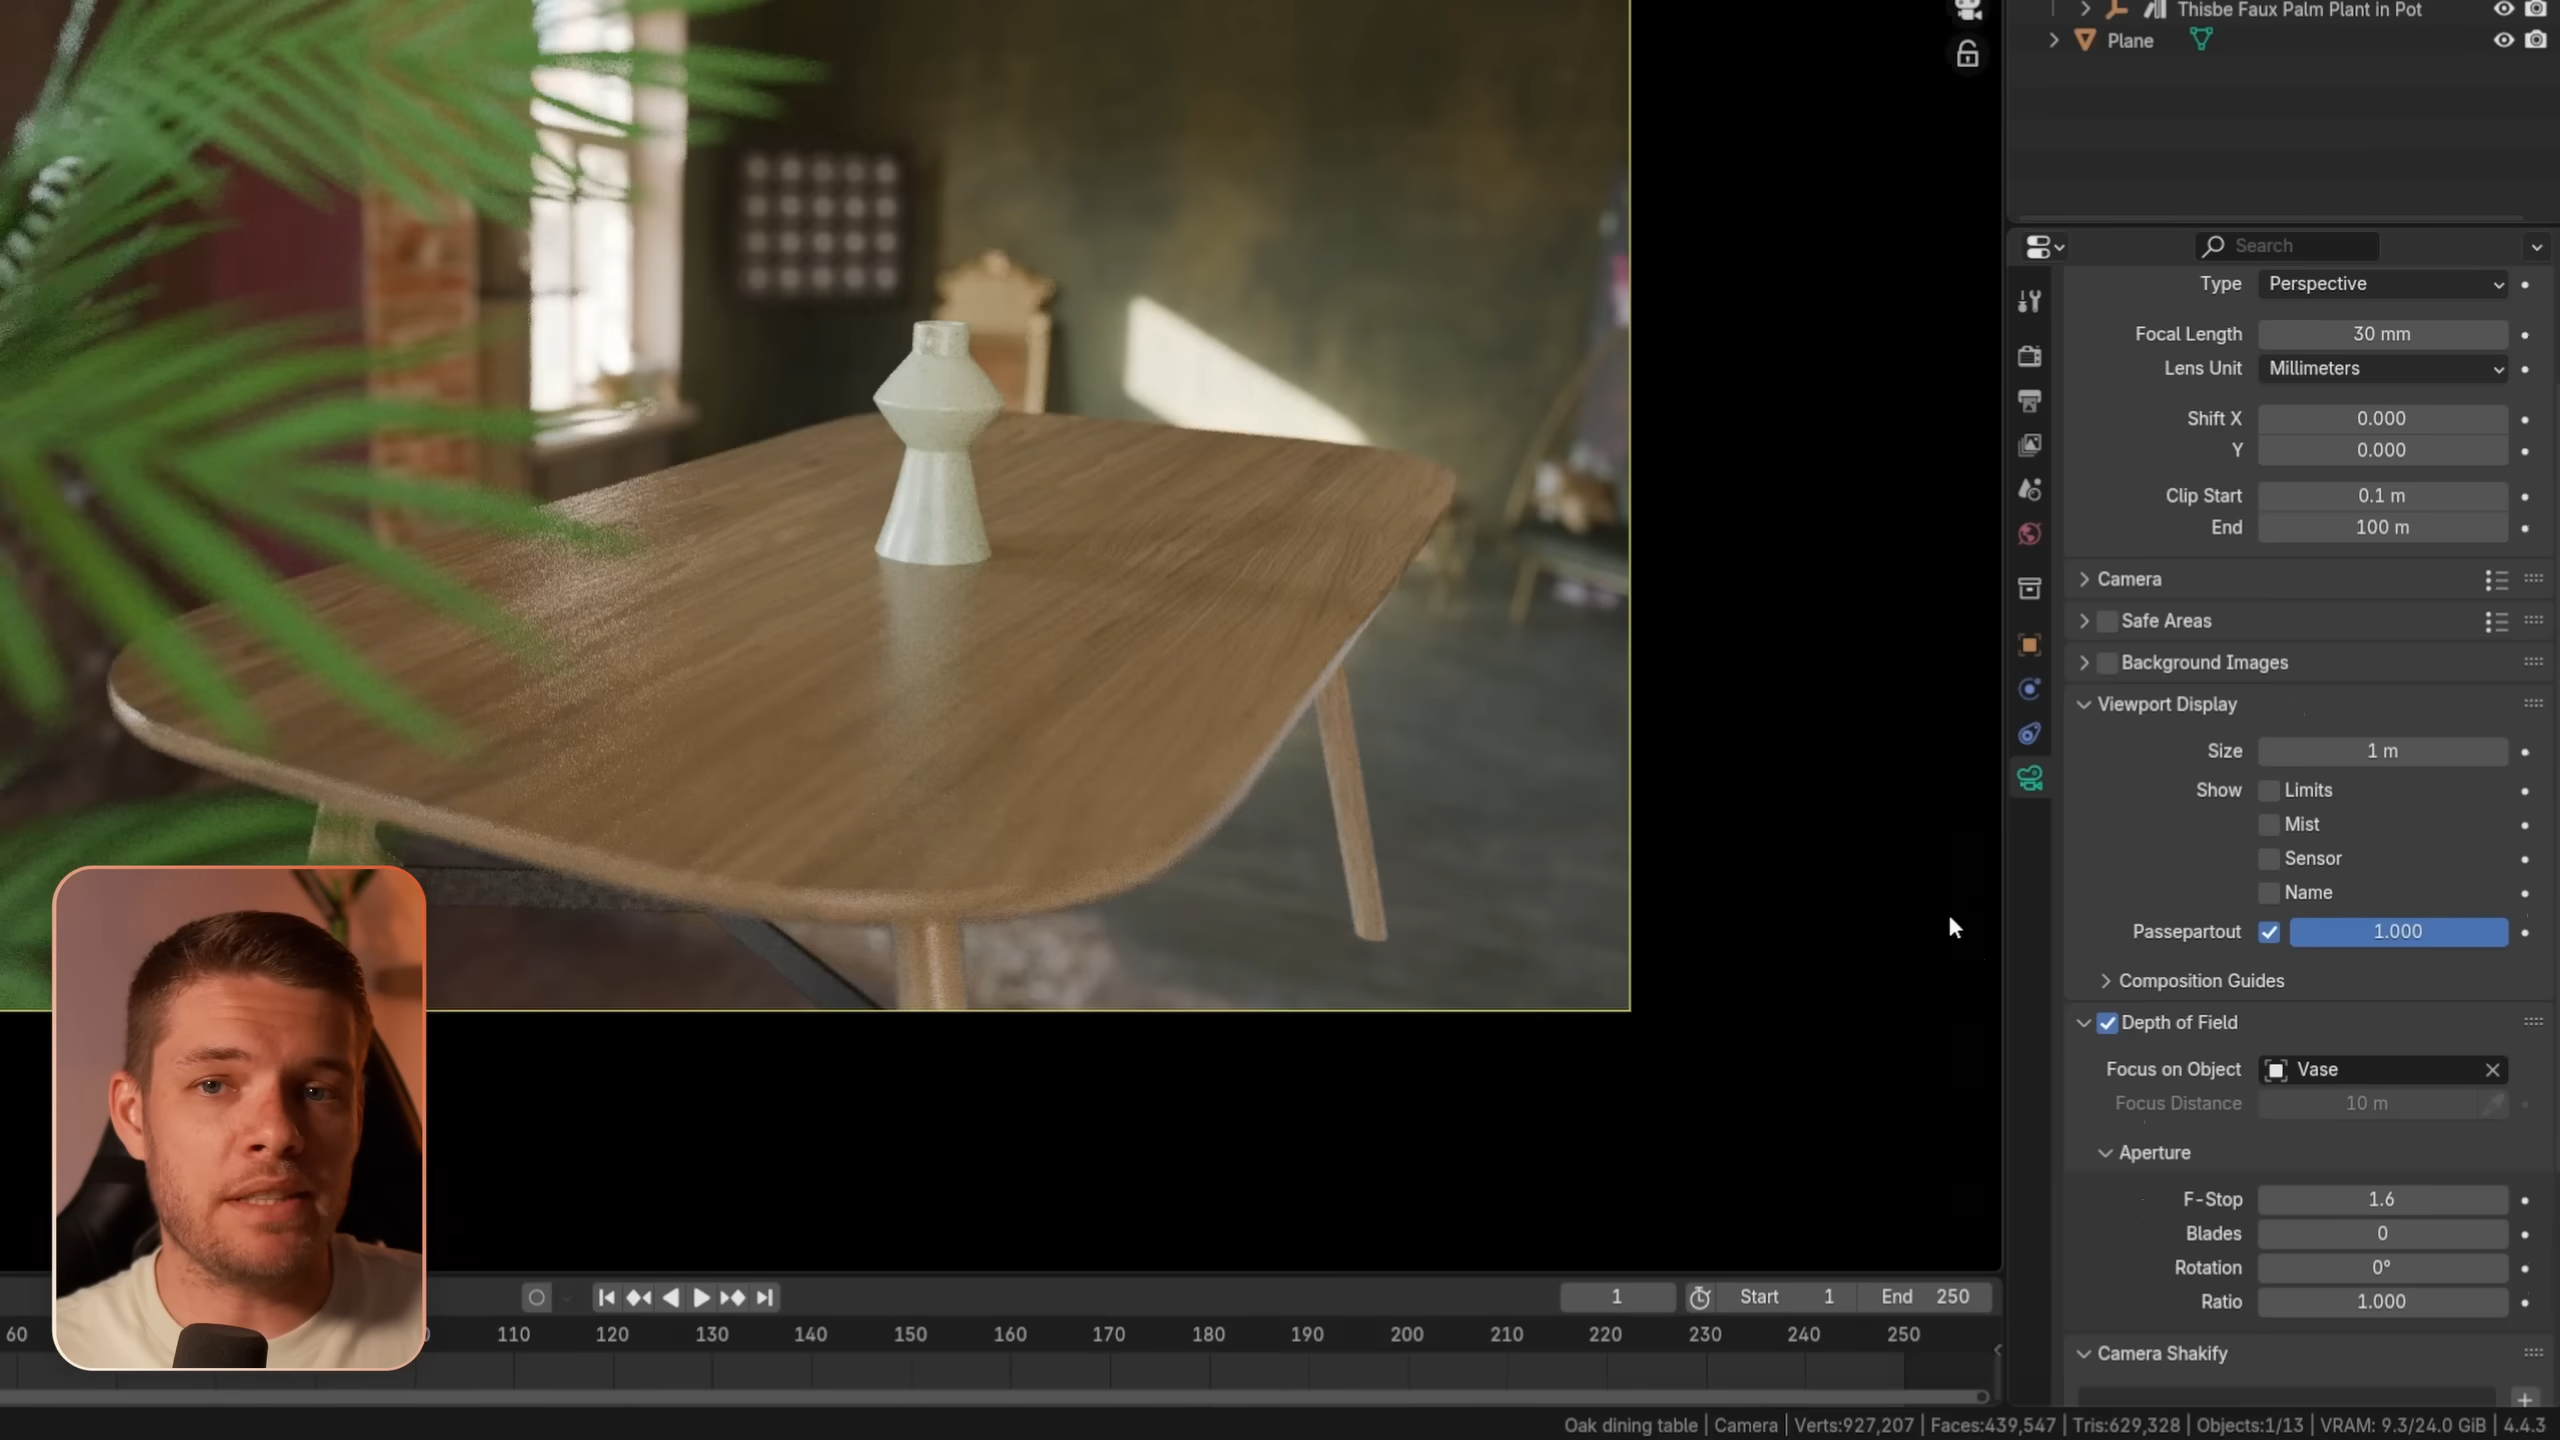 Thisbe Faux Palm Plant in Pot
Plane
Search
Type Perspective
Focal Length 30 mm
Lens Unit Millimeters
Shift X 0.000
Y 0.000
Clip Start 0.1 m
End 100 m
Camera
Safe Areas
Background Images
Viewport Display
Size 1 m
Show Limits
Mist
Sensor
Name
Passepartout 1.000
Composition Guides
Depth of Field
Focus on Object Vase
Focus Distance 10 m
Aperture
F-Stop 1.6
Blades 0
Rotation 0°
Ratio 1.000
Camera Shakify
1 Start 1 End 250
60 110 120 130 140 150 160 170 180 190 200 210 220 230 240 250
Oak dining table | Camera | Verts:927,207 | Faces:439,547 | Tris:629,328 | Objects:1/13 | VRAM: 9.3/24.0 GiB | 4.4.3